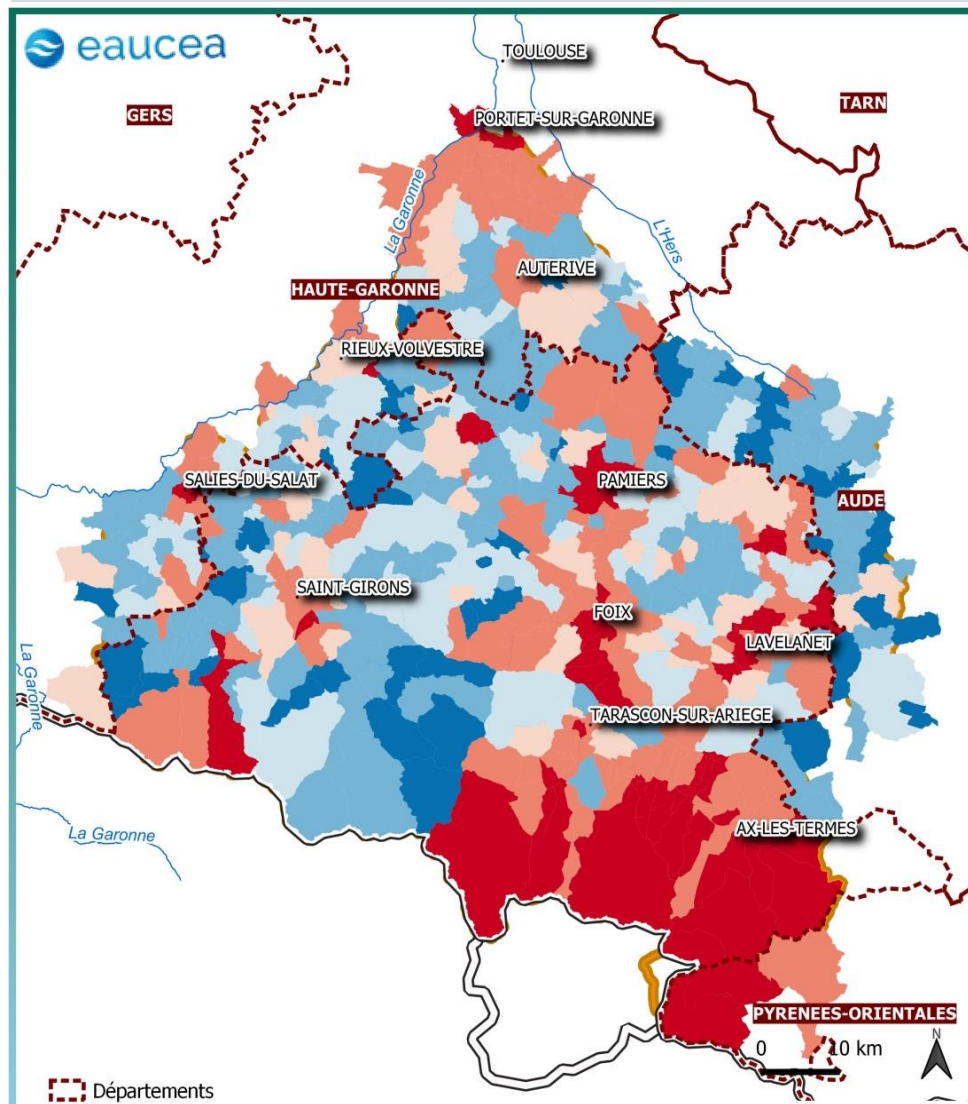 eaucea
TOULOUSE
GERS
TARN
PORTET-SUR-GARONNE
La Garonne
L'Hers
AUTERIVE
HAUTE-GARONNE
RIEUX-VOLVESTRE
SALIES-DU-SALAT
PAMIERS
AUDE
SAINT-GIRONS
FOIX
LAVELANET
La Garonne
TARASCON-SUR-ARIEGE
La Garonne
AX-LES-TERMES
PYRENEES-ORIENTALES
N
0 10 km
Départements